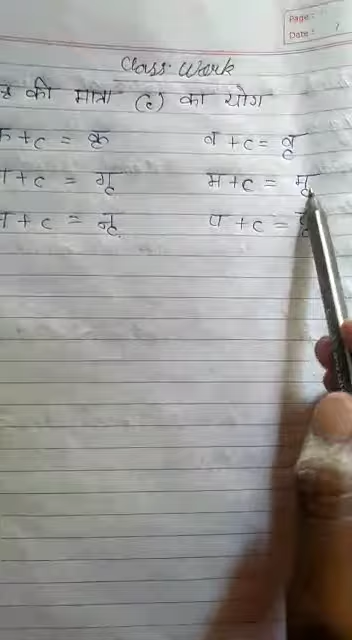 Page:
Date: /
Class Work
की मात्रा (ृ) का योग
क + ृ = कृ    व + ृ = वृ
ग + ृ = गृ    म + ृ = मृ
न + ृ = नृ    प + ृ =